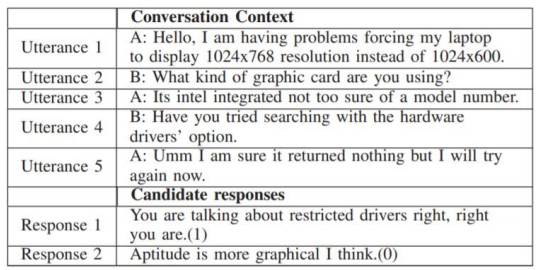 Conversation Context
Utterance 1
A: Hello, I am having problems forcing my laptop
to display 1024x768 resolution instead of 1024x600.
Utterance 2
B: What kind of graphic card are you using?
Utterance 3
A: Its intel integrated not too sure of a model number.
Utterance 4
B: Have you tried searching with the hardware
drivers' option.
Utterance 5
A: Umm I am sure it returned nothing but I will try
again now.
Candidate responses
Response 1
You are talking about restricted drivers right, right
you are.(1)
Response 2
Aptitude is more graphical I think.(0)